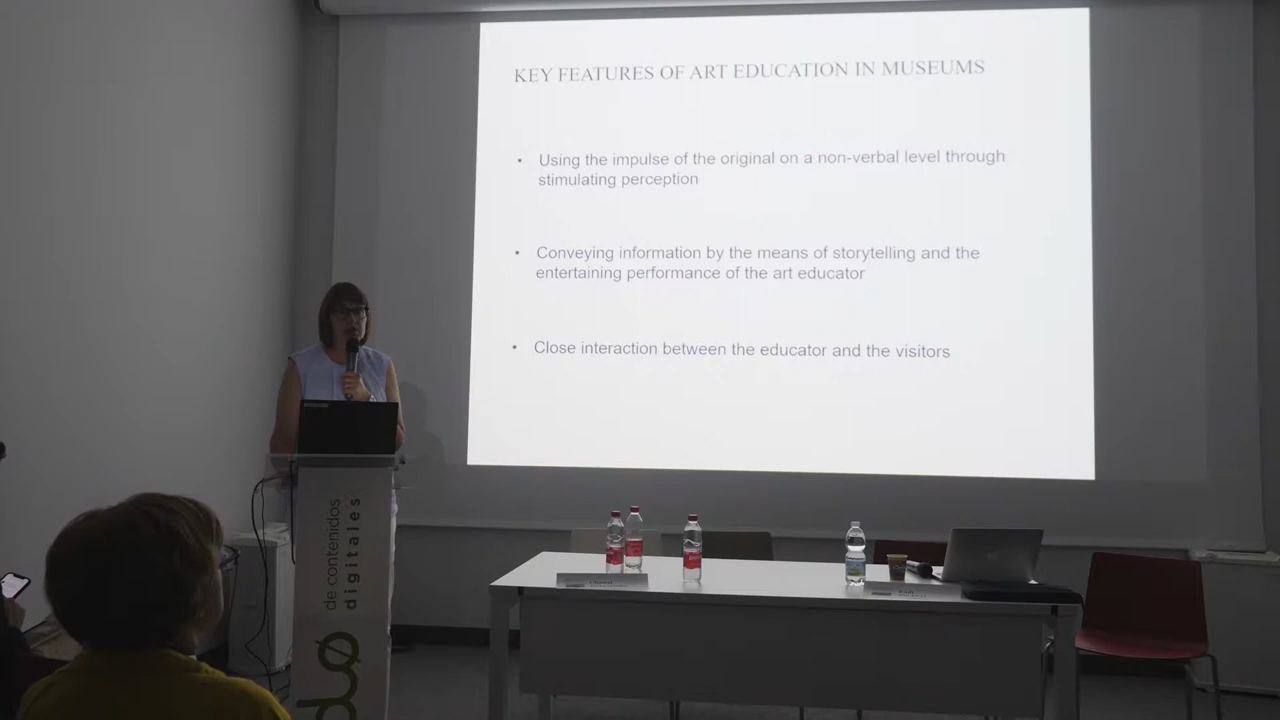 KEY FEATURES OF ART EDUCATION IN MUSEUMS
• Using the impulse of the original on a non-verbal level through
stimulating perception
• Conveying information by the means of storytelling and the
entertaining performance of the art educator
• Close interaction between the educator and the visitors
de contenidos
digitales